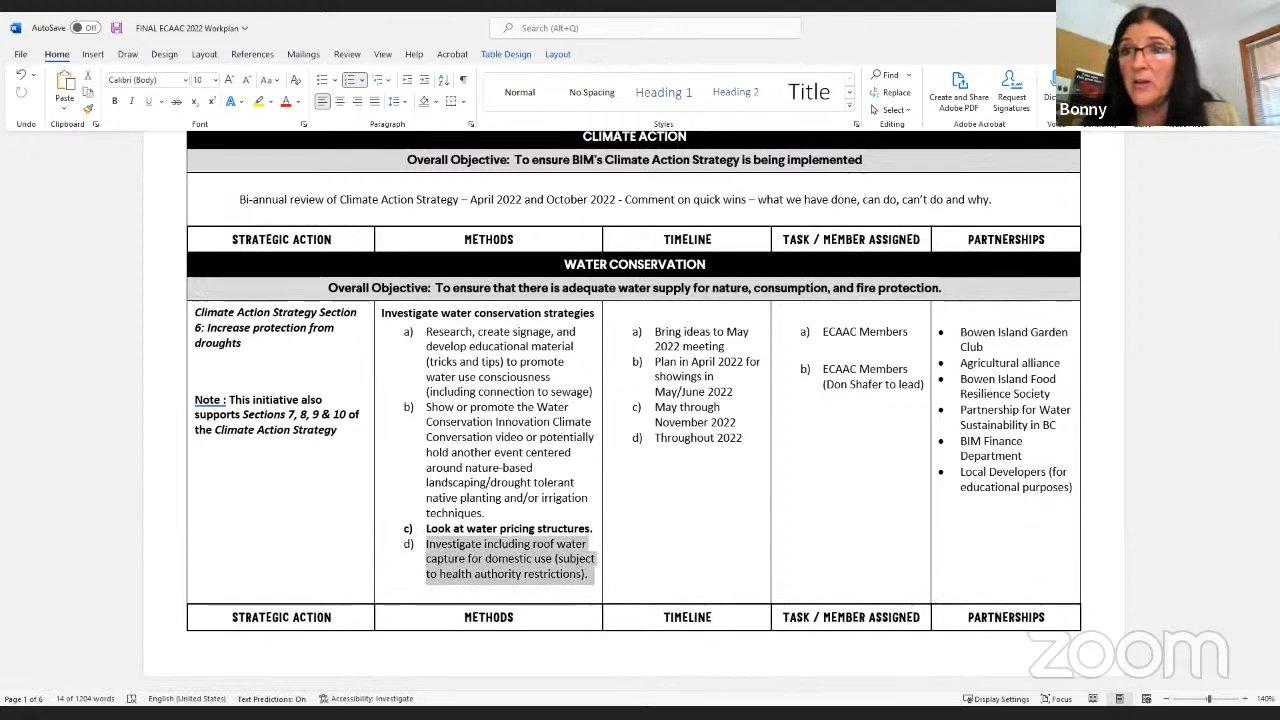 AutoSave Off FINAL ECAAC 2022 Workplan Search (Alt+Q)
File Home Insert Draw Design Layout References Mailings Review View Help Acrobat Table Design Layout
Calibri (Body) 10
Paste
Normal No Spacing Heading 1 Heading 2 Title
Find
Replace
Select
Create and Share Adobe PDF
Request Signatures
Undo Clipboard Font Paragraph Styles Editing Adobe Acrobat
Bonny
CLIMATE ACTION
Overall Objective: To ensure BIM's Climate Action Strategy is being implemented
Bi-annual review of Climate Action Strategy – April 2022 and October 2022 - Comment on quick wins – what we have done, can do, can't do and why.
STRATEGIC ACTION METHODS TIMELINE TASK / MEMBER ASSIGNED PARTNERSHIPS
WATER CONSERVATION
Overall Objective: To ensure that there is adequate water supply for nature, consumption, and fire protection.
Climate Action Strategy Section
6: Increase protection from
droughts
Note : This initiative also
supports Sections 7, 8, 9 & 10 of
the Climate Action Strategy
Investigate water conservation strategies
a) Research, create signage, and
develop educational material
(tricks and tips) to promote
water use consciousness
(including connection to sewage)
b) Show or promote the Water
Conservation Innovation Climate
Conversation video or potentially
hold another event centered
around nature-based
landscaping/drought tolerant
native planting and/or irrigation
techniques.
c) Look at water pricing structures.
d) Investigate including roof water
capture for domestic use (subject
to health authority restrictions).
a) Bring ideas to May
2022 meeting
b) Plan in April 2022 for
showings in
May/June 2022
c) May through
November 2022
d) Throughout 2022
a) ECAAC Members
b) ECAAC Members
(Don Shafer to lead)
• Bowen Island Garden
Club
• Agricultural alliance
• Bowen Island Food
Resilience Society
• Partnership for Water
Sustainability in BC
• BIM Finance
Department
• Local Developers (for
educational purposes)
STRATEGIC ACTION METHODS TIMELINE TASK / MEMBER ASSIGNED PARTNERSHIPS
zoom
Page 1 of 6 14 of 1204 words English (United States) Text Predictions: On Accessibility: Investigate Display Settings Focus 140%